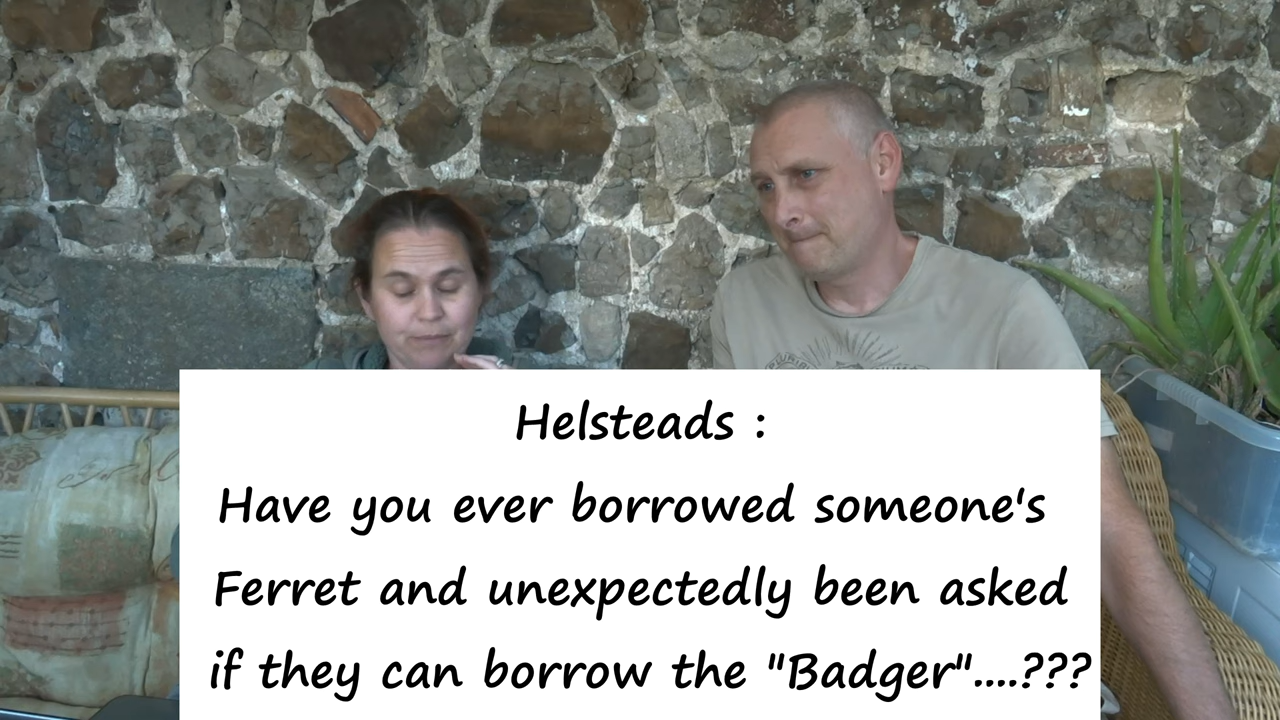 Helsteads :
Have you ever borrowed someone's
Ferret and unexpectedly been asked
if they can borrow the "Badger"....???